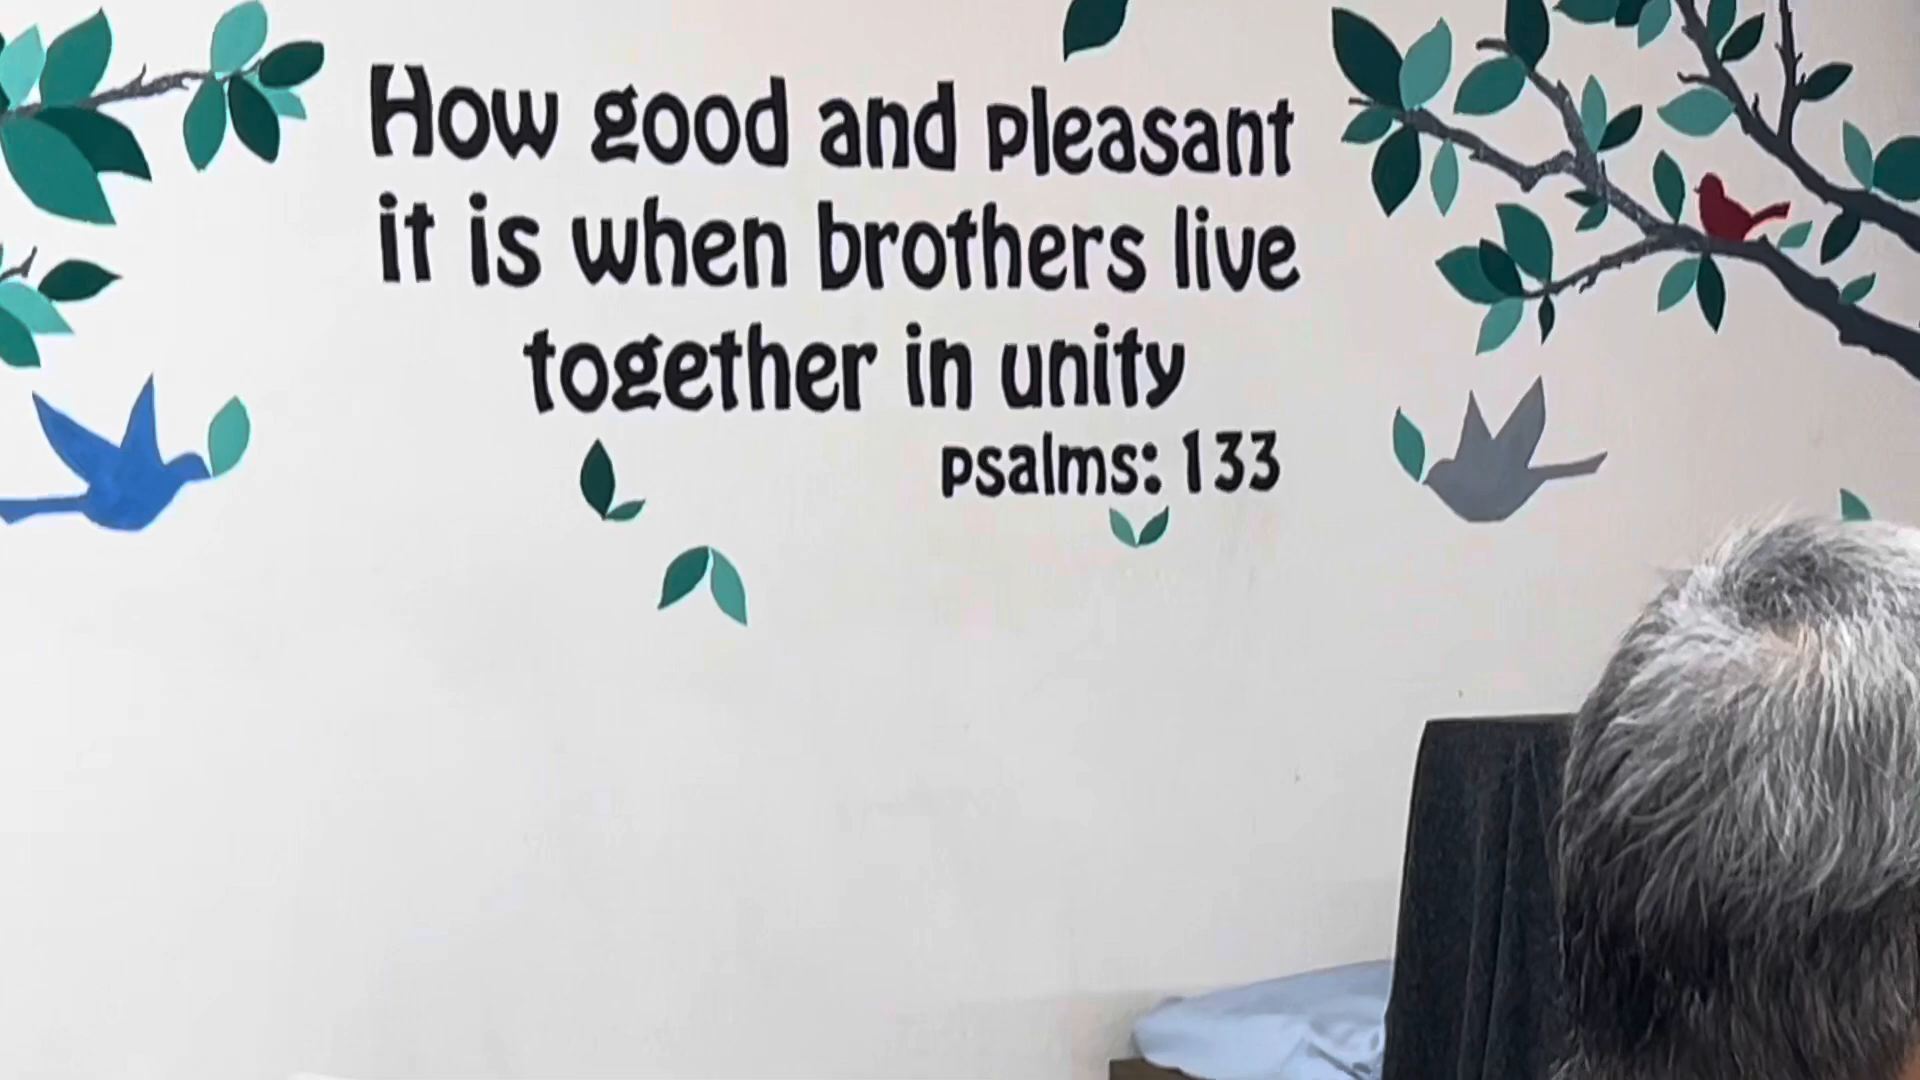 How good and pleasant
it is when brothers live
together in unity
psalms: 133